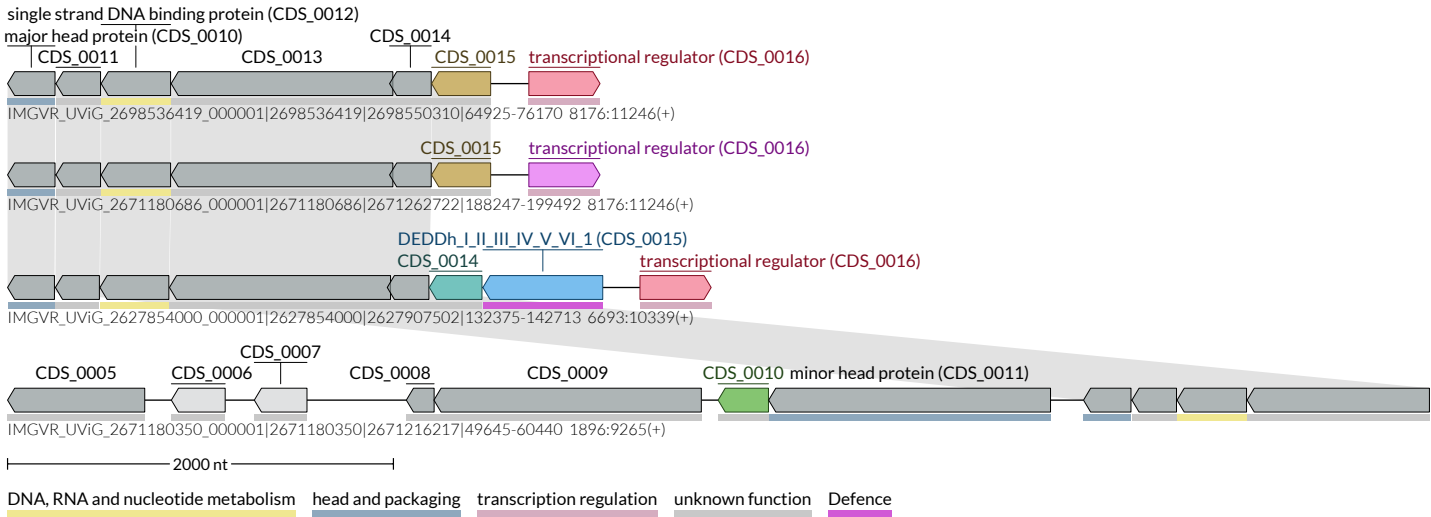 single strand DNA binding protein (CDS_0012)
major head protein (CDS_0010) CDS_0014
CDS_0011 CDS_0013 CDS_0015 transcriptional regulator (CDS_0016)
IMGVR_UViG_2698536419_000001|2698536419|2698550310|64925-76170 8176:11246(+)
CDS_0015 transcriptional regulator (CDS_0016)
IMGVR_UViG_2671180686_000001|2671180686|2671262722|188247-199492 8176:11246(+)
DEDDh_I_II_III_IV_V_VI_1 (CDS_0015)
CDS_0014 transcriptional regulator (CDS_0016)
IMGVR_UViG_2627854000_000001|2627854000|2627907502|132375-142713 6693:10339(+)
CDS_0007
CDS_0005 CDS_0006 CDS_0008 CDS_0009 CDS_0010 minor head protein (CDS_0011)
IMGVR_UViG_2671180350_000001|2671180350|2671216217|49645-60440 1896:9265(+)
2000 nt
DNA, RNA and nucleotide metabolism head and packaging transcription regulation unknown function Defence